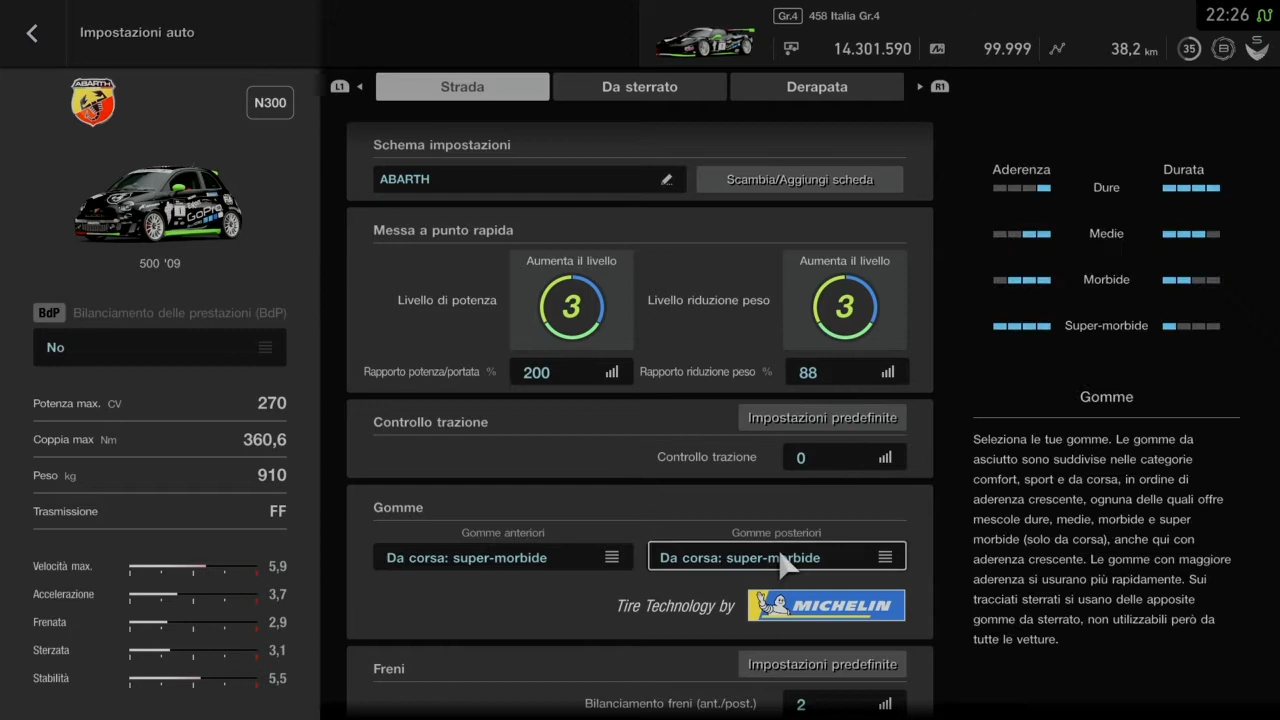 Impostazioni auto
Gr.4 458 Italia Gr.4
22:26
14.301.590 99.999 38,2 km 35 B S
ABARTH
N300
GoPro
500 '09
BdP Bilanciamento delle prestazioni (BdP)
No
Potenza max. CV 270
Coppia max Nm 360,6
Peso kg 910
Trasmissione FF
Velocità max. 5,9
Accelerazione 3,7
Frenata 2,9
Sterzata 3,1
Stabilità 5,5
L1 Strada Da sterrato Derapata R1
Schema impostazioni
ABARTH Scambia/Aggiungi scheda
Messa a punto rapida
Aumenta il livello Aumenta il livello
Livello di potenza 3 Livello riduzione peso 3
Rapporto potenza/portata % 200 Rapporto riduzione peso % 88
Controllo trazione Impostazioni predefinite
Controllo trazione 0
Gomme
Gomme anteriori Gomme posteriori
Da corsa: super-morbide Da corsa: super-morbide
Tire Technology by MICHELIN
Freni Impostazioni predefinite
Bilanciamento freni (ant./post.) 2
Aderenza Durata
Dure
Medie
Morbide
Super-morbide
Gomme
Seleziona le tue gomme. Le gomme da
asciutto sono suddivise nelle categorie
comfort, sport e da corsa, in ordine di
aderenza crescente, ognuna delle quali offre
mescole dure, medie, morbide e super
morbide (solo da corsa), anche qui con
aderenza crescente. Le gomme con maggiore
aderenza si usurano più rapidamente. Sui
tracciati sterrati si usano delle apposite
gomme da sterrato, non utilizzabili però da
tutte le vetture.